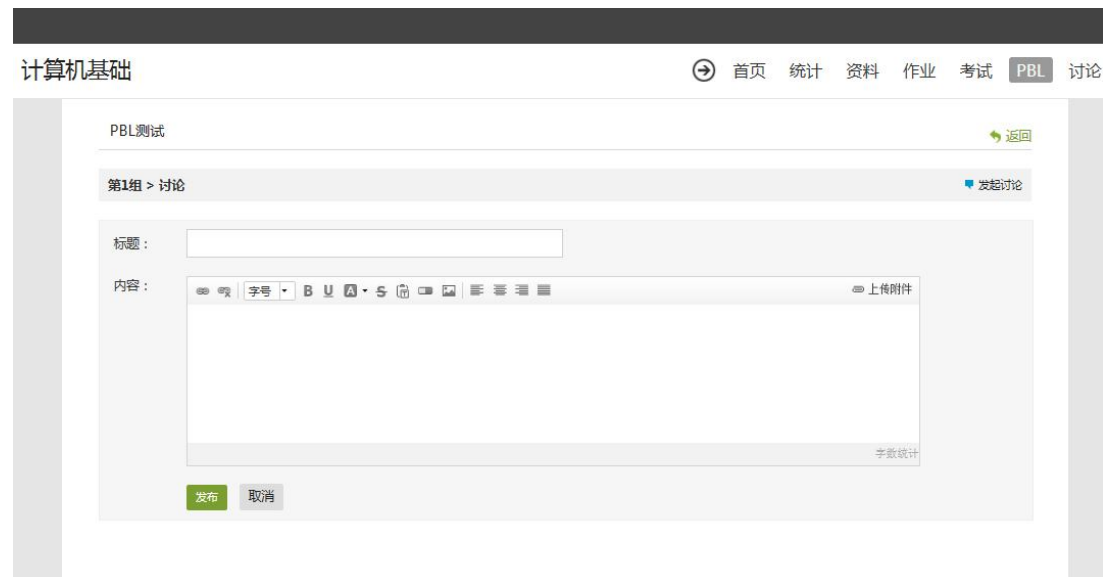 计算机基础 首页 统计 资料 作业 考试 PBL 讨论
PBL测试 返回
第1组 > 讨论 发起讨论
标题：
内容： 字号 B U A S 上传附件
字数统计
发布 取消